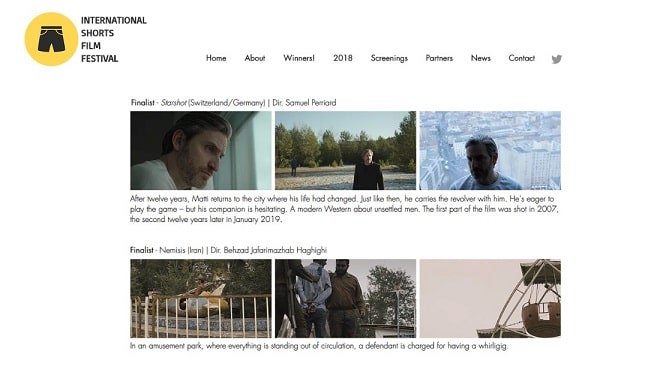 INTERNATIONAL
SHORTS
FILM
FESTIVAL
Home About Winners! 2018 Screenings Partners News Contact
Finalist - Starshot (Switzerland/Germany) | Dir. Samuel Perriard
After twelve years, Matti returns to the city where his life had changed. Just like then, he carries the revolver with him. He's eager to
play the game – but his companion is hesitating. A modern Western about unsettled men. The first part of the film was shot in 2007,
the second twelve years later in January 2019.
Finalist - Nemisis (Iran) | Dir. Behzad Jafarimazhab Haghighi
In an amusement park, where everything is standing out of circulation, a defendant is charged for having a whirligig.